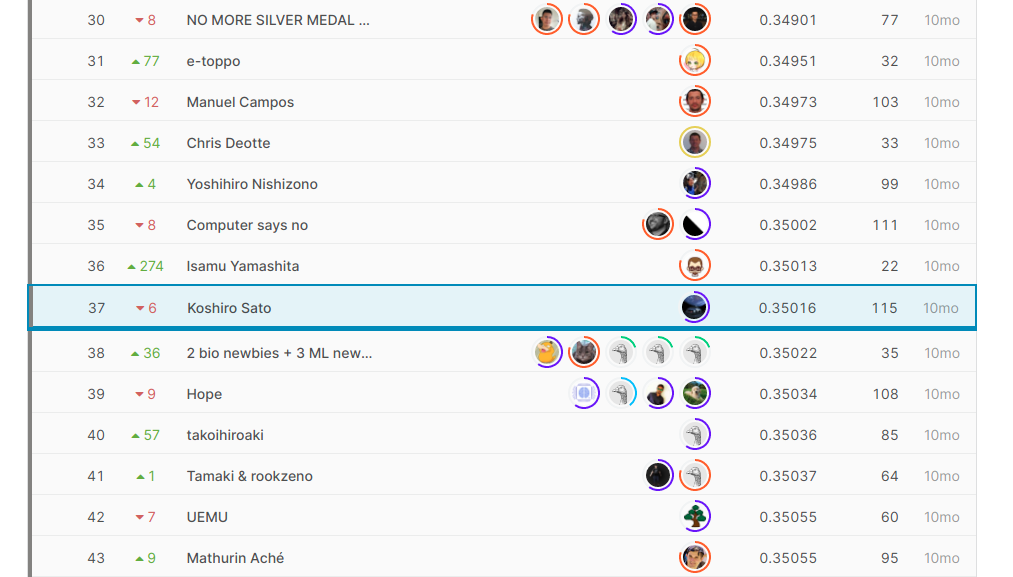 30 8 NO MORE SILVER MEDAL ... 0.34901 77 10mo
31 77 e-toppo 0.34951 32 10mo
32 12 Manuel Campos 0.34973 103 10mo
33 54 Chris Deotte 0.34975 33 10mo
34 4 Yoshihiro Nishizono 0.34986 99 10mo
35 8 Computer says no 0.35002 111 10mo
36 274 Isamu Yamashita 0.35013 22 10mo
37 6 Koshiro Sato 0.35016 115 10mo
38 36 2 bio newbies + 3 ML new... 0.35022 35 10mo
39 9 Hope 0.35034 108 10mo
40 57 takoihiroaki 0.35036 85 10mo
41 1 Tamaki & rookzeno 0.35037 64 10mo
42 7 UEMU 0.35055 60 10mo
43 9 Mathurin Aché 0.35055 95 10mo